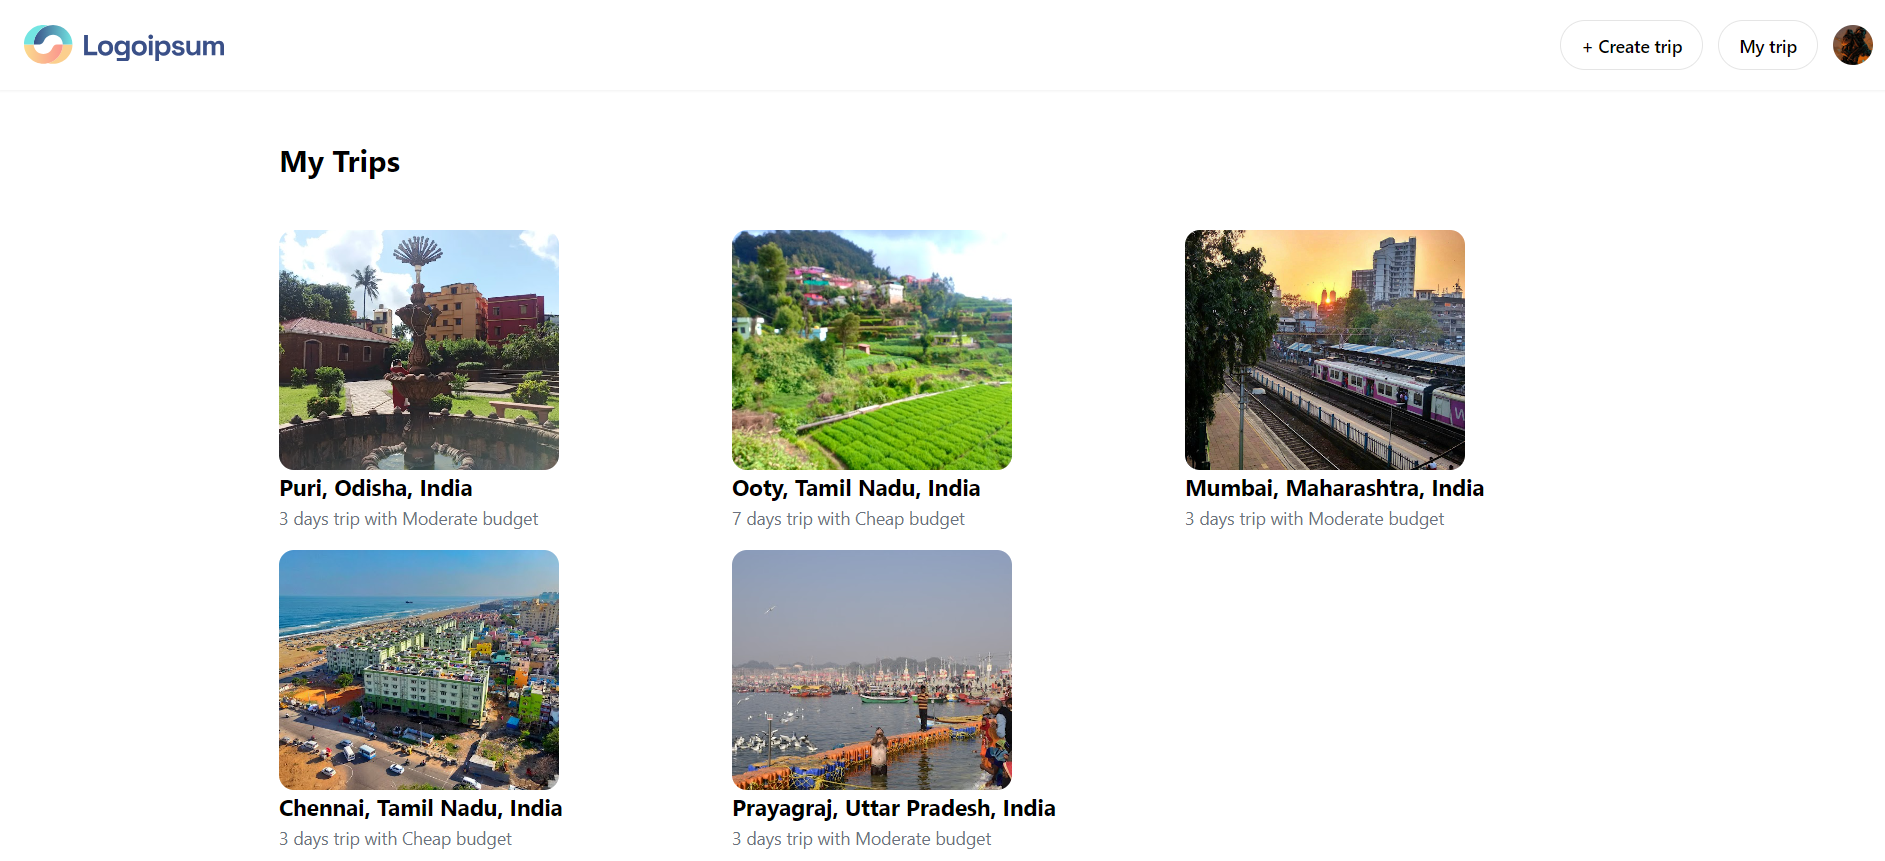 Logoipsum
+ Create trip
My trip
My Trips
Puri, Odisha, India
3 days trip with Moderate budget
Ooty, Tamil Nadu, India
7 days trip with Cheap budget
Mumbai, Maharashtra, India
3 days trip with Moderate budget
Chennai, Tamil Nadu, India
3 days trip with Cheap budget
Prayagraj, Uttar Pradesh, India
3 days trip with Moderate budget